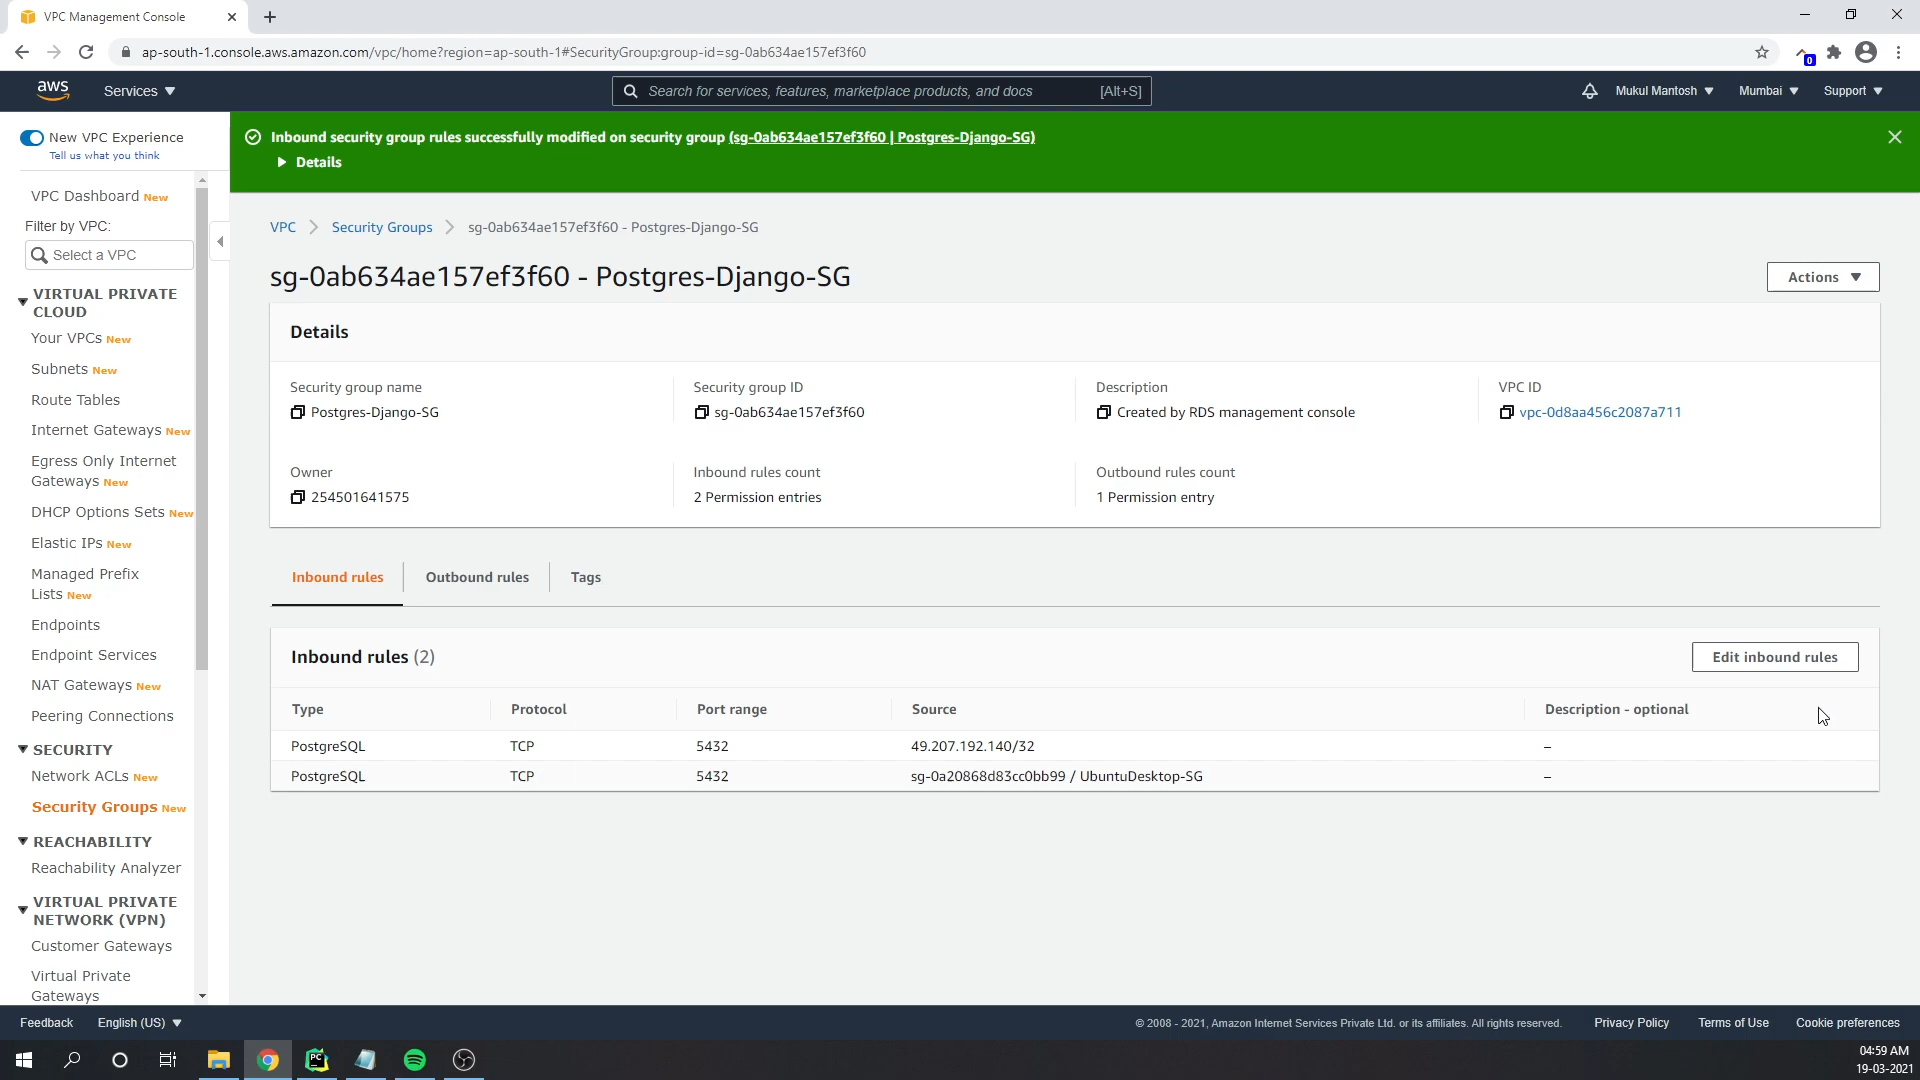 VPC Management Console
ap-south-1.console.aws.amazon.com/vpc/home?region=ap-south-1#SecurityGroup:group-id=sg-0ab634ae157ef3f60
0
aws
Services
Search for services, features, marketplace products, and docs [Alt+S]
Mukul Mantosh
Mumbai
Support
New VPC Experience
Tell us what you think
Inbound security group rules successfully modified on security group (sg-0ab634ae157ef3f60 | Postgres-Django-SG)
Details
VPC Dashboard New
Filter by VPC:
Select a VPC
VIRTUAL PRIVATE
CLOUD
Your VPCs New
Subnets New
Route Tables
Internet Gateways New
Egress Only Internet
Gateways New
DHCP Options Sets New
Elastic IPs New
Managed Prefix
Lists New
Endpoints
Endpoint Services
NAT Gateways New
Peering Connections
SECURITY
Network ACLs New
Security Groups New
REACHABILITY
Reachability Analyzer
VIRTUAL PRIVATE
NETWORK (VPN)
Customer Gateways
Virtual Private
Gateways
VPC Security Groups sg-0ab634ae157ef3f60 - Postgres-Django-SG
sg-0ab634ae157ef3f60 - Postgres-Django-SG
Actions
Details
Security group name
Postgres-Django-SG
Security group ID
sg-0ab634ae157ef3f60
Description
Created by RDS management console
VPC ID
vpc-0d8aa456c2087a711
Owner
254501641575
Inbound rules count
2 Permission entries
Outbound rules count
1 Permission entry
Inbound rules
Outbound rules
Tags
Inbound rules (2)
Edit inbound rules
Type Protocol Port range Source Description - optional
PostgreSQL TCP 5432 49.207.192.140/32 –
PostgreSQL TCP 5432 sg-0a20868d83cc0bb99 / UbuntuDesktop-SG –
Feedback
English (US)
© 2008 - 2021, Amazon Internet Services Private Ltd. or its affiliates. All rights reserved.
Privacy Policy
Terms of Use
Cookie preferences
PC
04:59 AM
19-03-2021